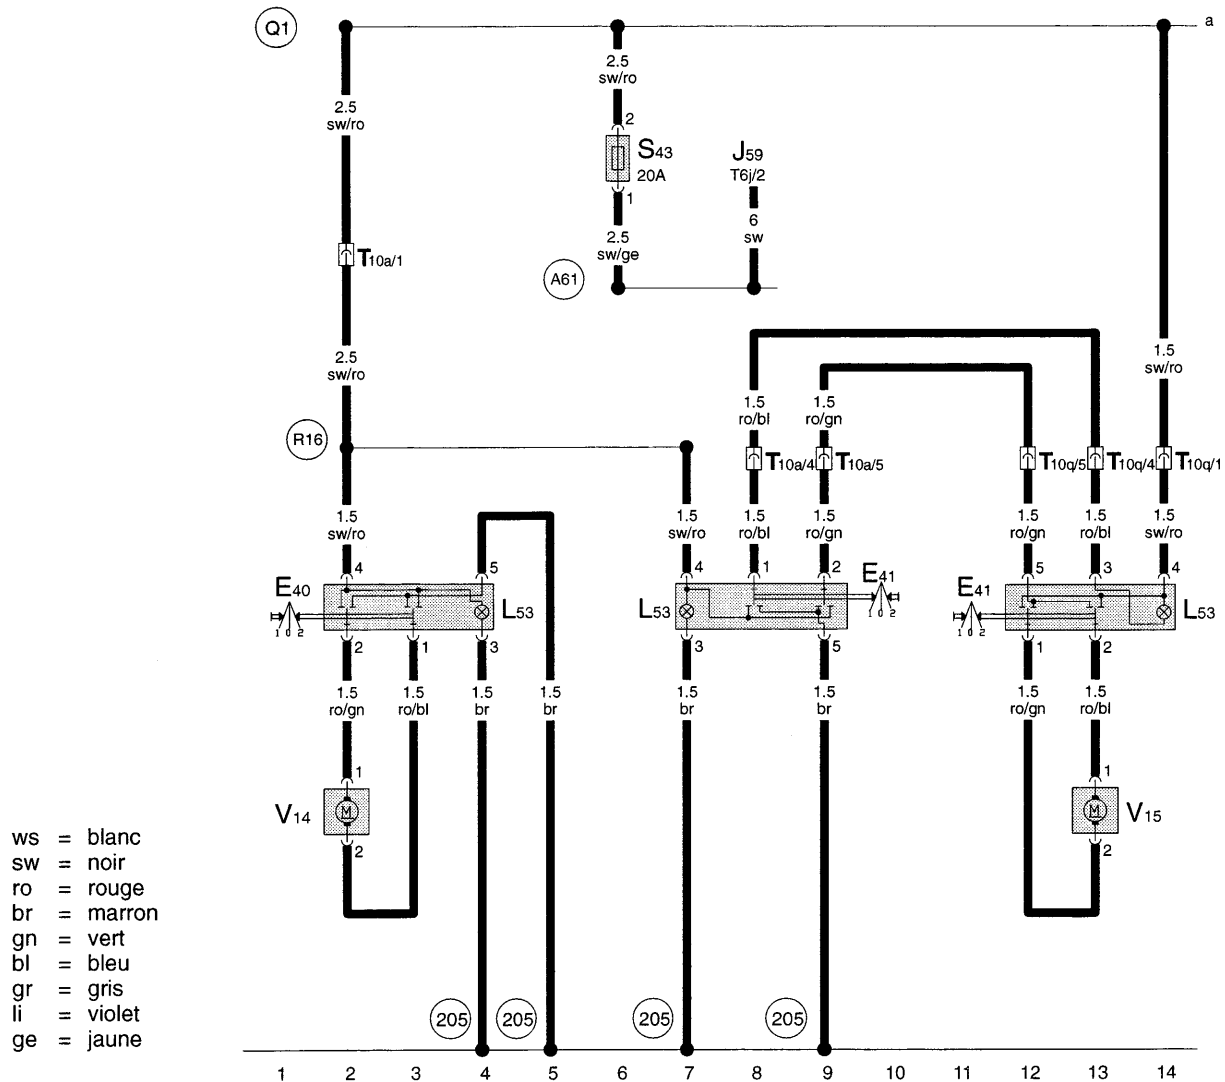 Q1
a
2.5
sw/ro
2.5
sw/ro
2
S43
20A
1
J59
T6j/2
6
sw
2.5
sw/ge
A61
T10a/1
2.5
sw/ro
1.5
sw/ro
1.5
ro/bl
1.5
ro/gn
R16
T10a/4
T10a/5
T10q/5
T10q/4
T10q/1
1.5
sw/ro
1.5
sw/ro
1.5
ro/bl
1.5
ro/gn
1.5
ro/gn
1.5
ro/bl
1.5
sw/ro
4
5
4
1
2
5
3
4
E40
1 0 2
L53
L53
E41
1 0 2
E41
1 0 2
L53
2
1
3
3
5
1
2
1.5
ro/gn
1.5
ro/bl
1.5
br
1.5
br
1.5
br
1.5
br
1.5
ro/gn
1.5
ro/bl
1
V14
M
2
1
V15
M
2
ws = blanc
sw = noir
ro = rouge
br = marron
gn = vert
bl = bleu
gr = gris
li = violet
ge = jaune
205
205
205
205
1 2 3 4 5 6 7 8 9 10 11 12 13 14